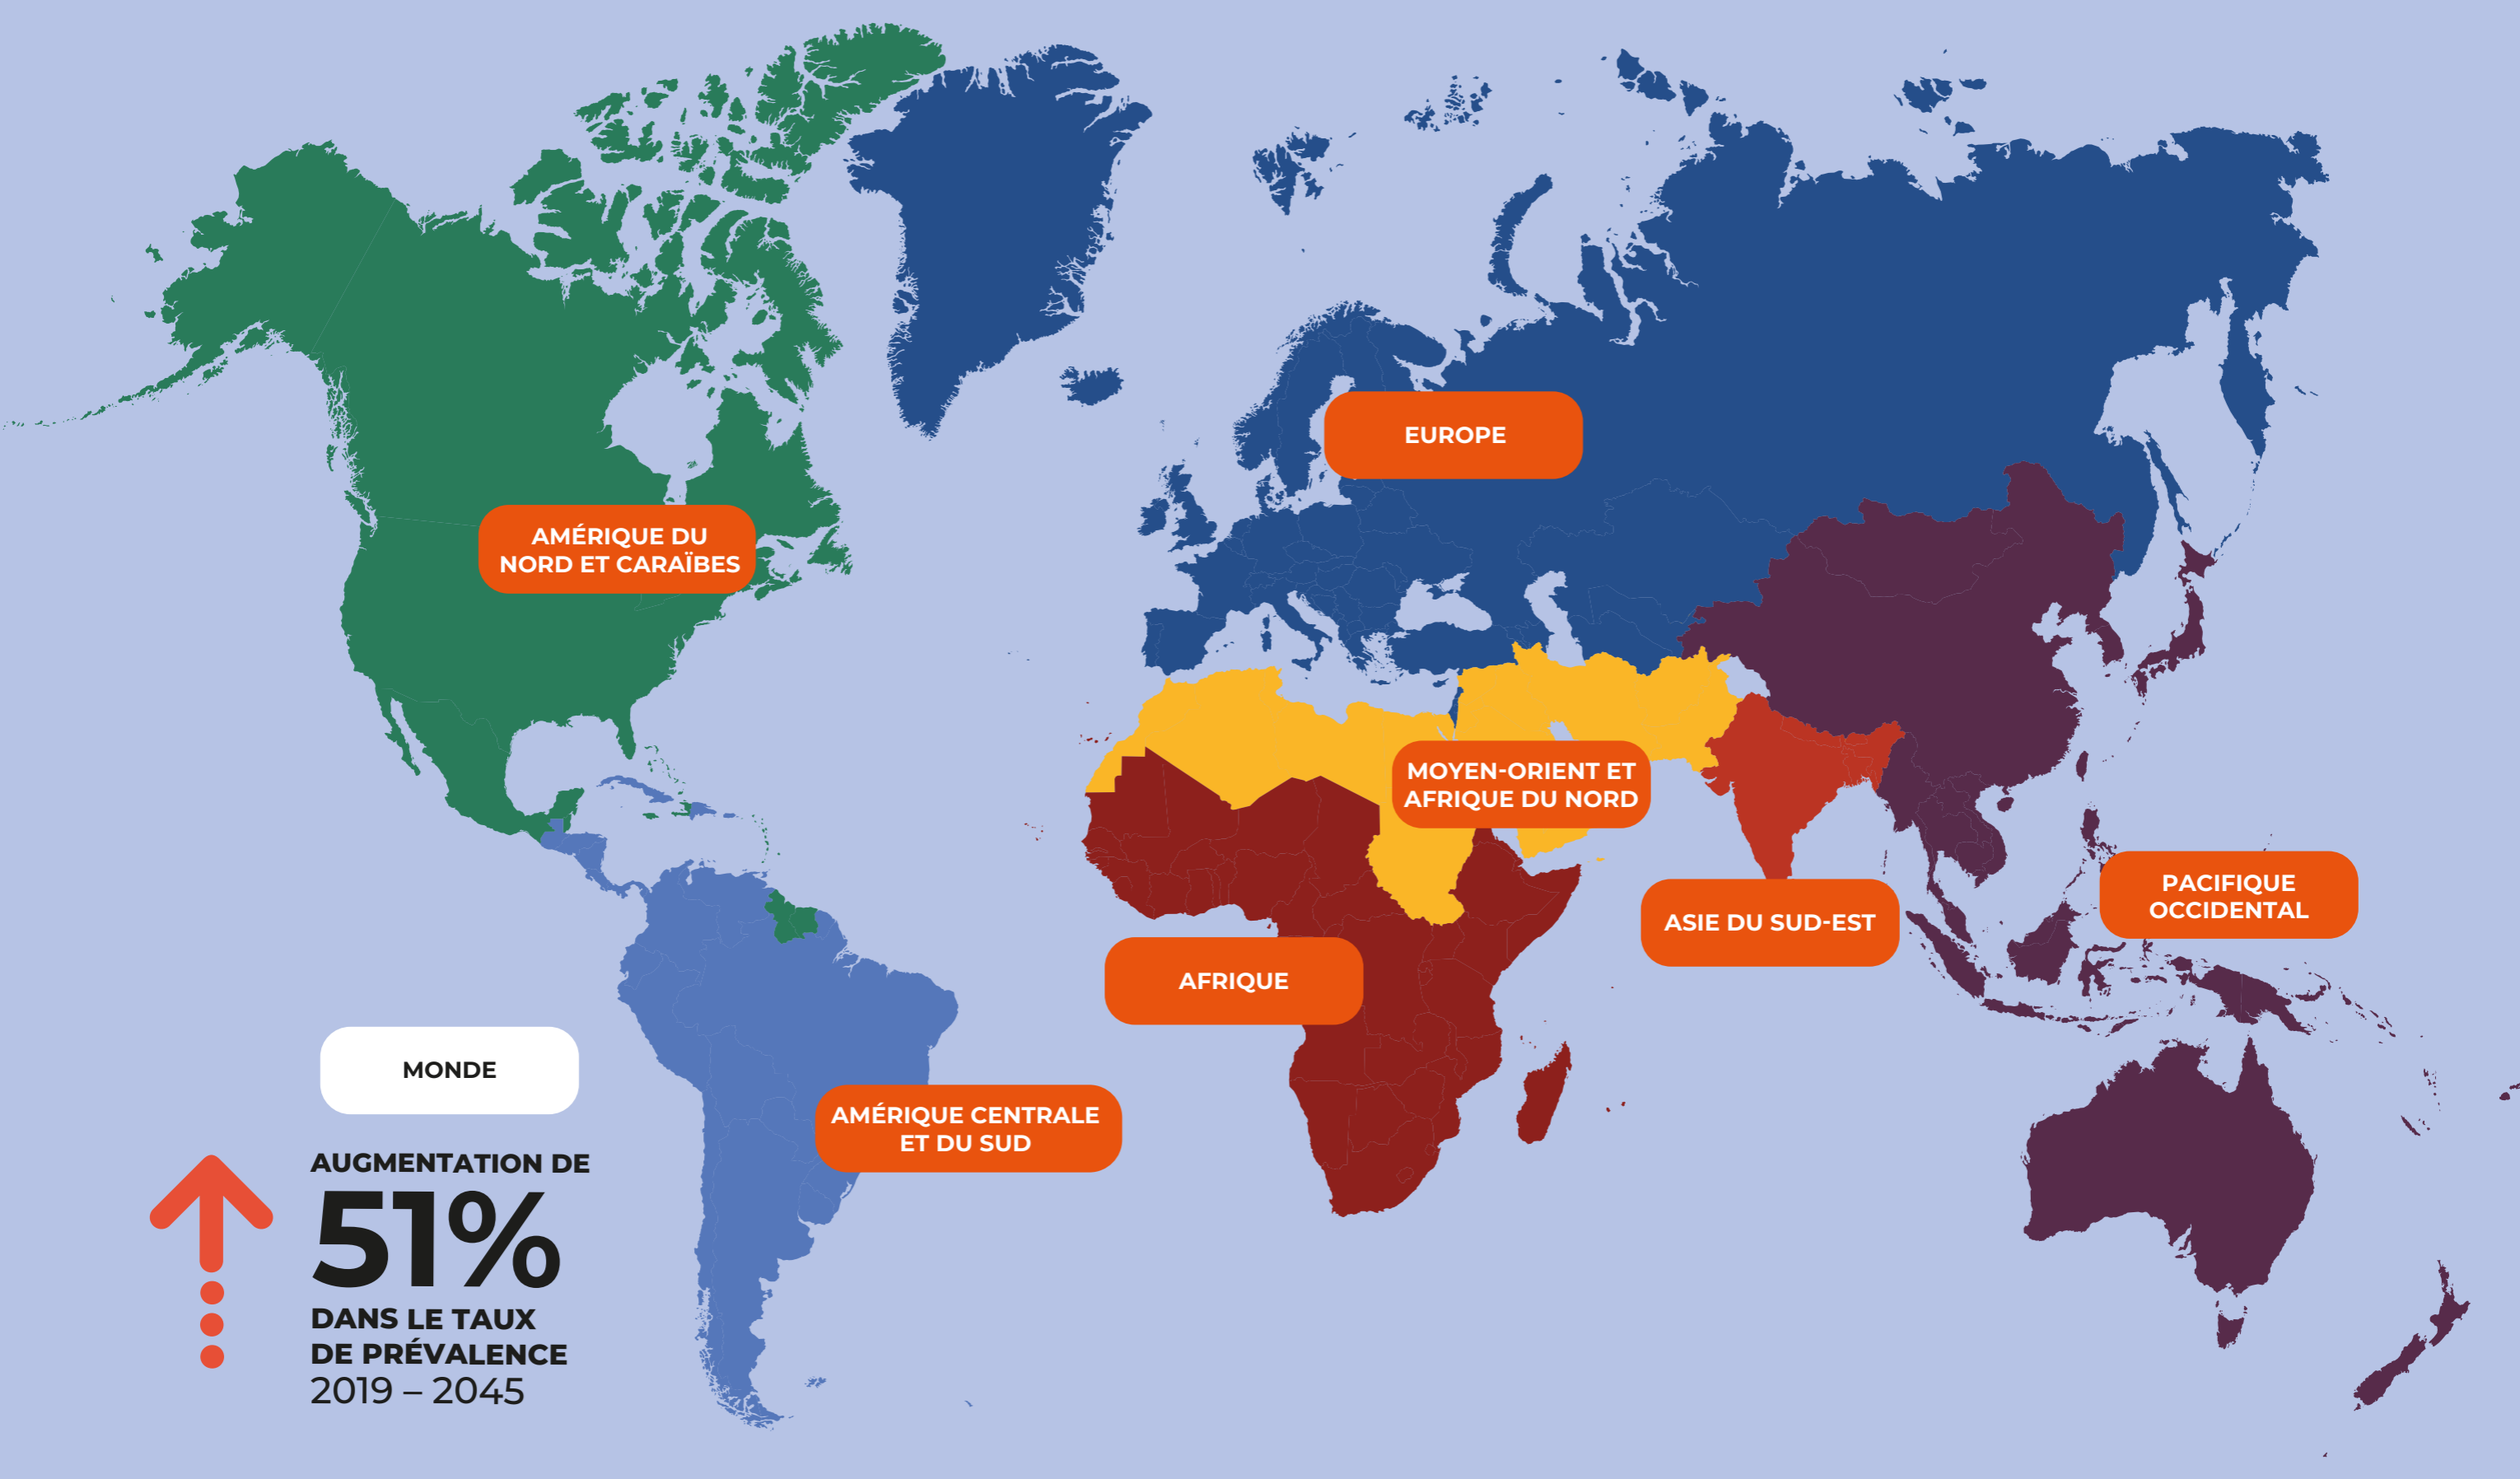 EUROPE
AMÉRIQUE DU
NORD ET CARAÏBES
MOYEN-ORIENT ET
AFRIQUE DU NORD
PACIFIQUE
OCCIDENTAL
ASIE DU SUD-EST
AFRIQUE
MONDE
AMÉRIQUE CENTRALE
ET DU SUD
AUGMENTATION DE
51%
DANS LE TAUX
DE PRÉVALENCE
2019 – 2045